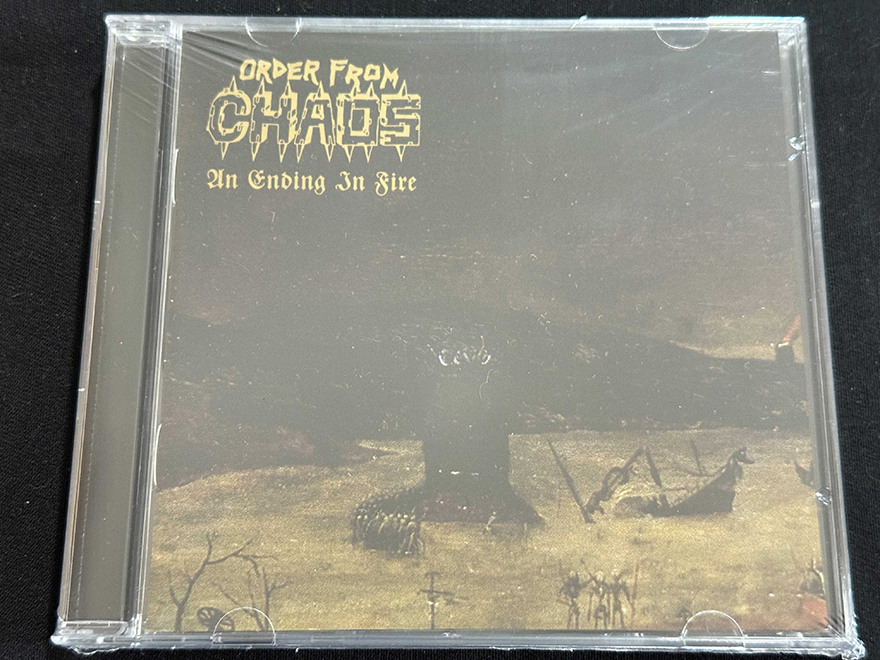 ORDER FROM
CHAOS
An Ending In Fire